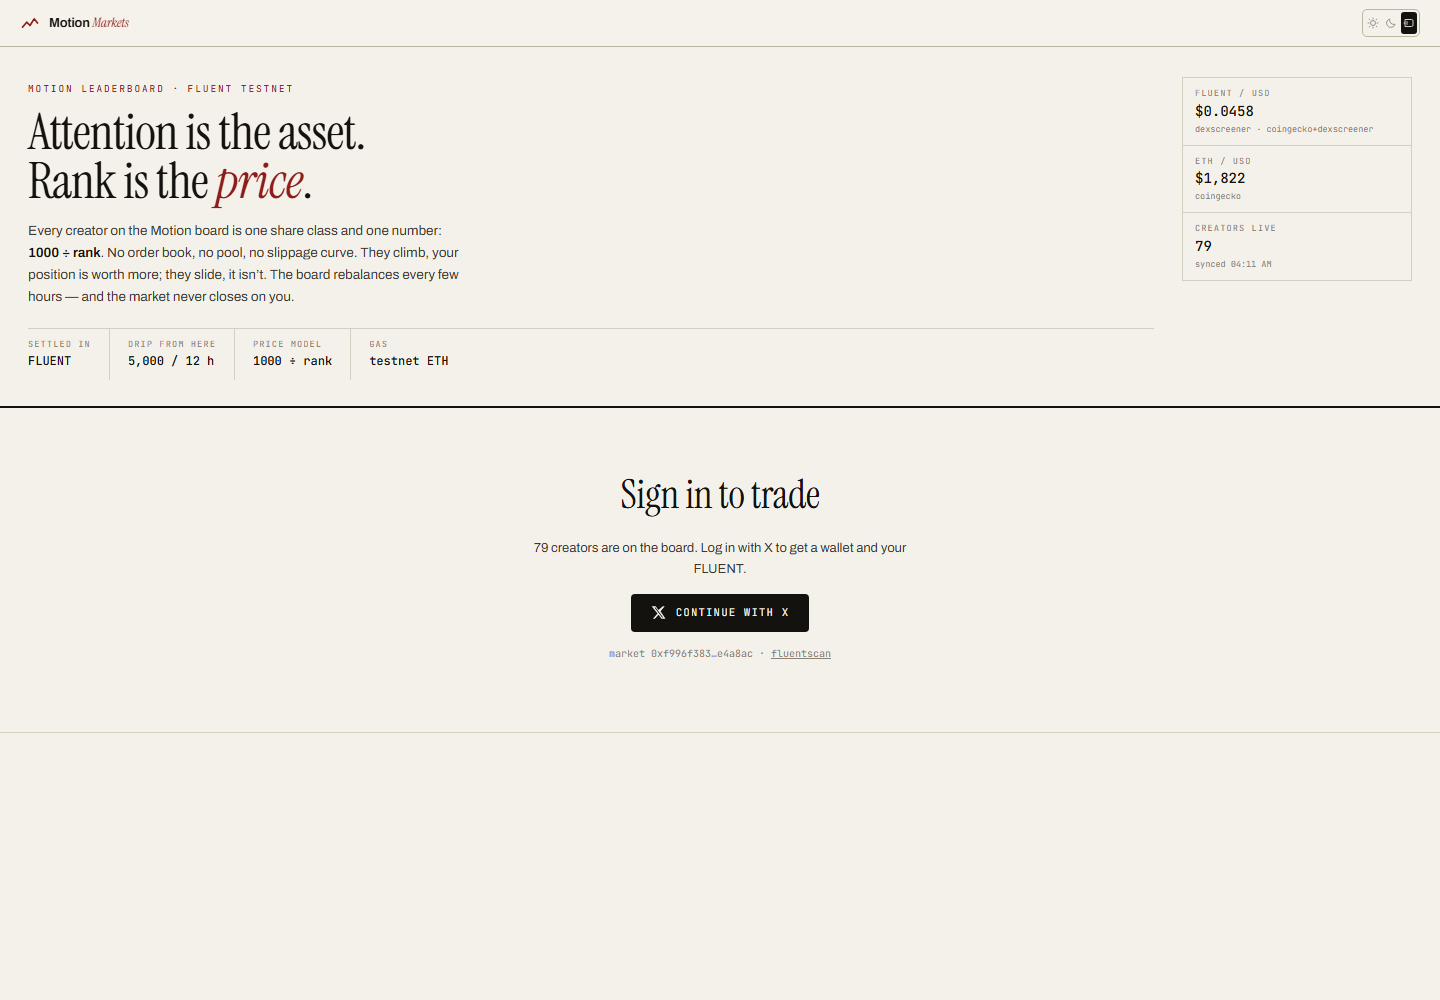 Motion Markets
MOTION LEADERBOARD · FLUENT TESTNET
Attention is the asset.
Rank is the price.
Every creator on the Motion board is one share class and one number:
1000 ÷ rank. No order book, no pool, no slippage curve. They climb, your
position is worth more; they slide, it isn’t. The board rebalances every few
hours — and the market never closes on you.
SETTLED IN
FLUENT
DRIP FROM HERE
5,000 / 12 h
PRICE MODEL
1000 ÷ rank
GAS
testnet ETH
FLUENT / USD
$0.0458
dexscreener · coingecko+dexscreener
ETH / USD
$1,822
coingecko
CREATORS LIVE
79
synced 04:11 AM
Sign in to trade
79 creators are on the board. Log in with X to get a wallet and your
FLUENT.
CONTINUE WITH X
market 0xf996f383…e4a8ac · fluentscan